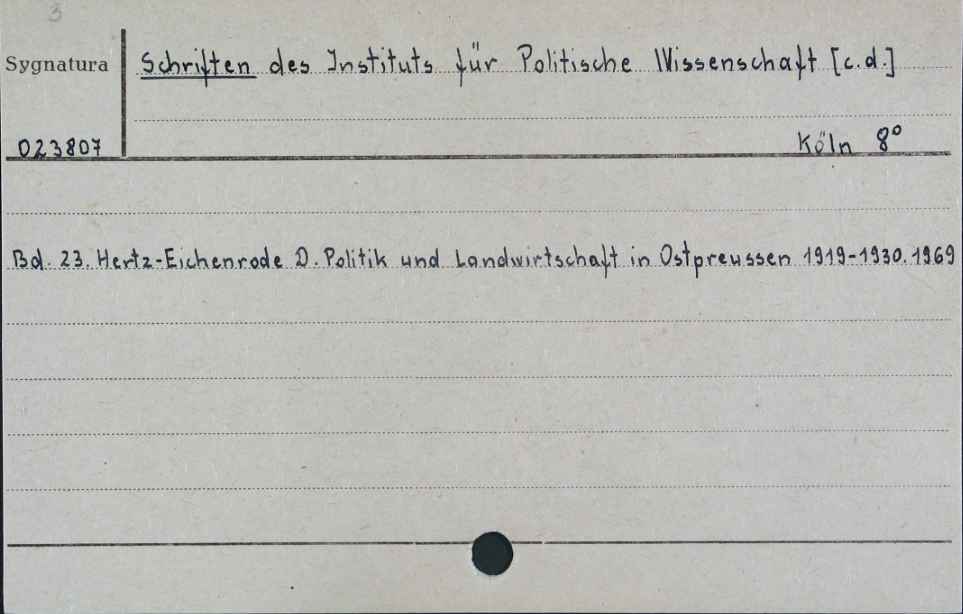 3
Sygnatura
Schriften des Instituts für Politische Wissenschaft [c.d.]
023807
Köln 8°
Bd. 23. Hertz-Eichenrode D. Politik und Landwirtschaft in Ostpreussen 1919-1930. 1969